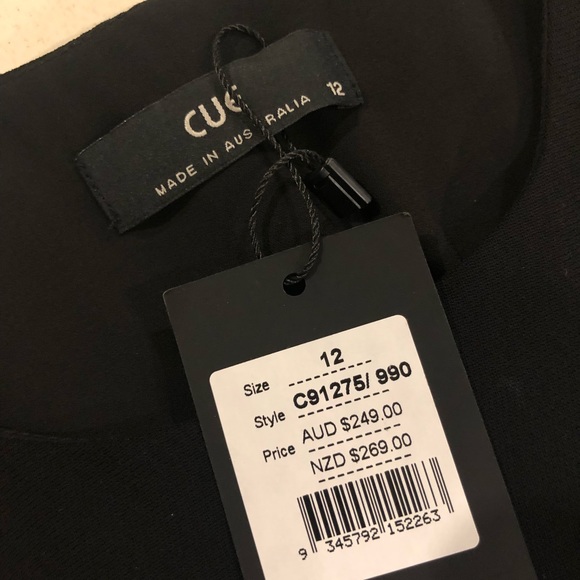 CUE
MADE IN AUSTRALIA 12
Size 12
Style C91275/ 990
Price AUD $249.00
NZD $269.00
9 345792 152263